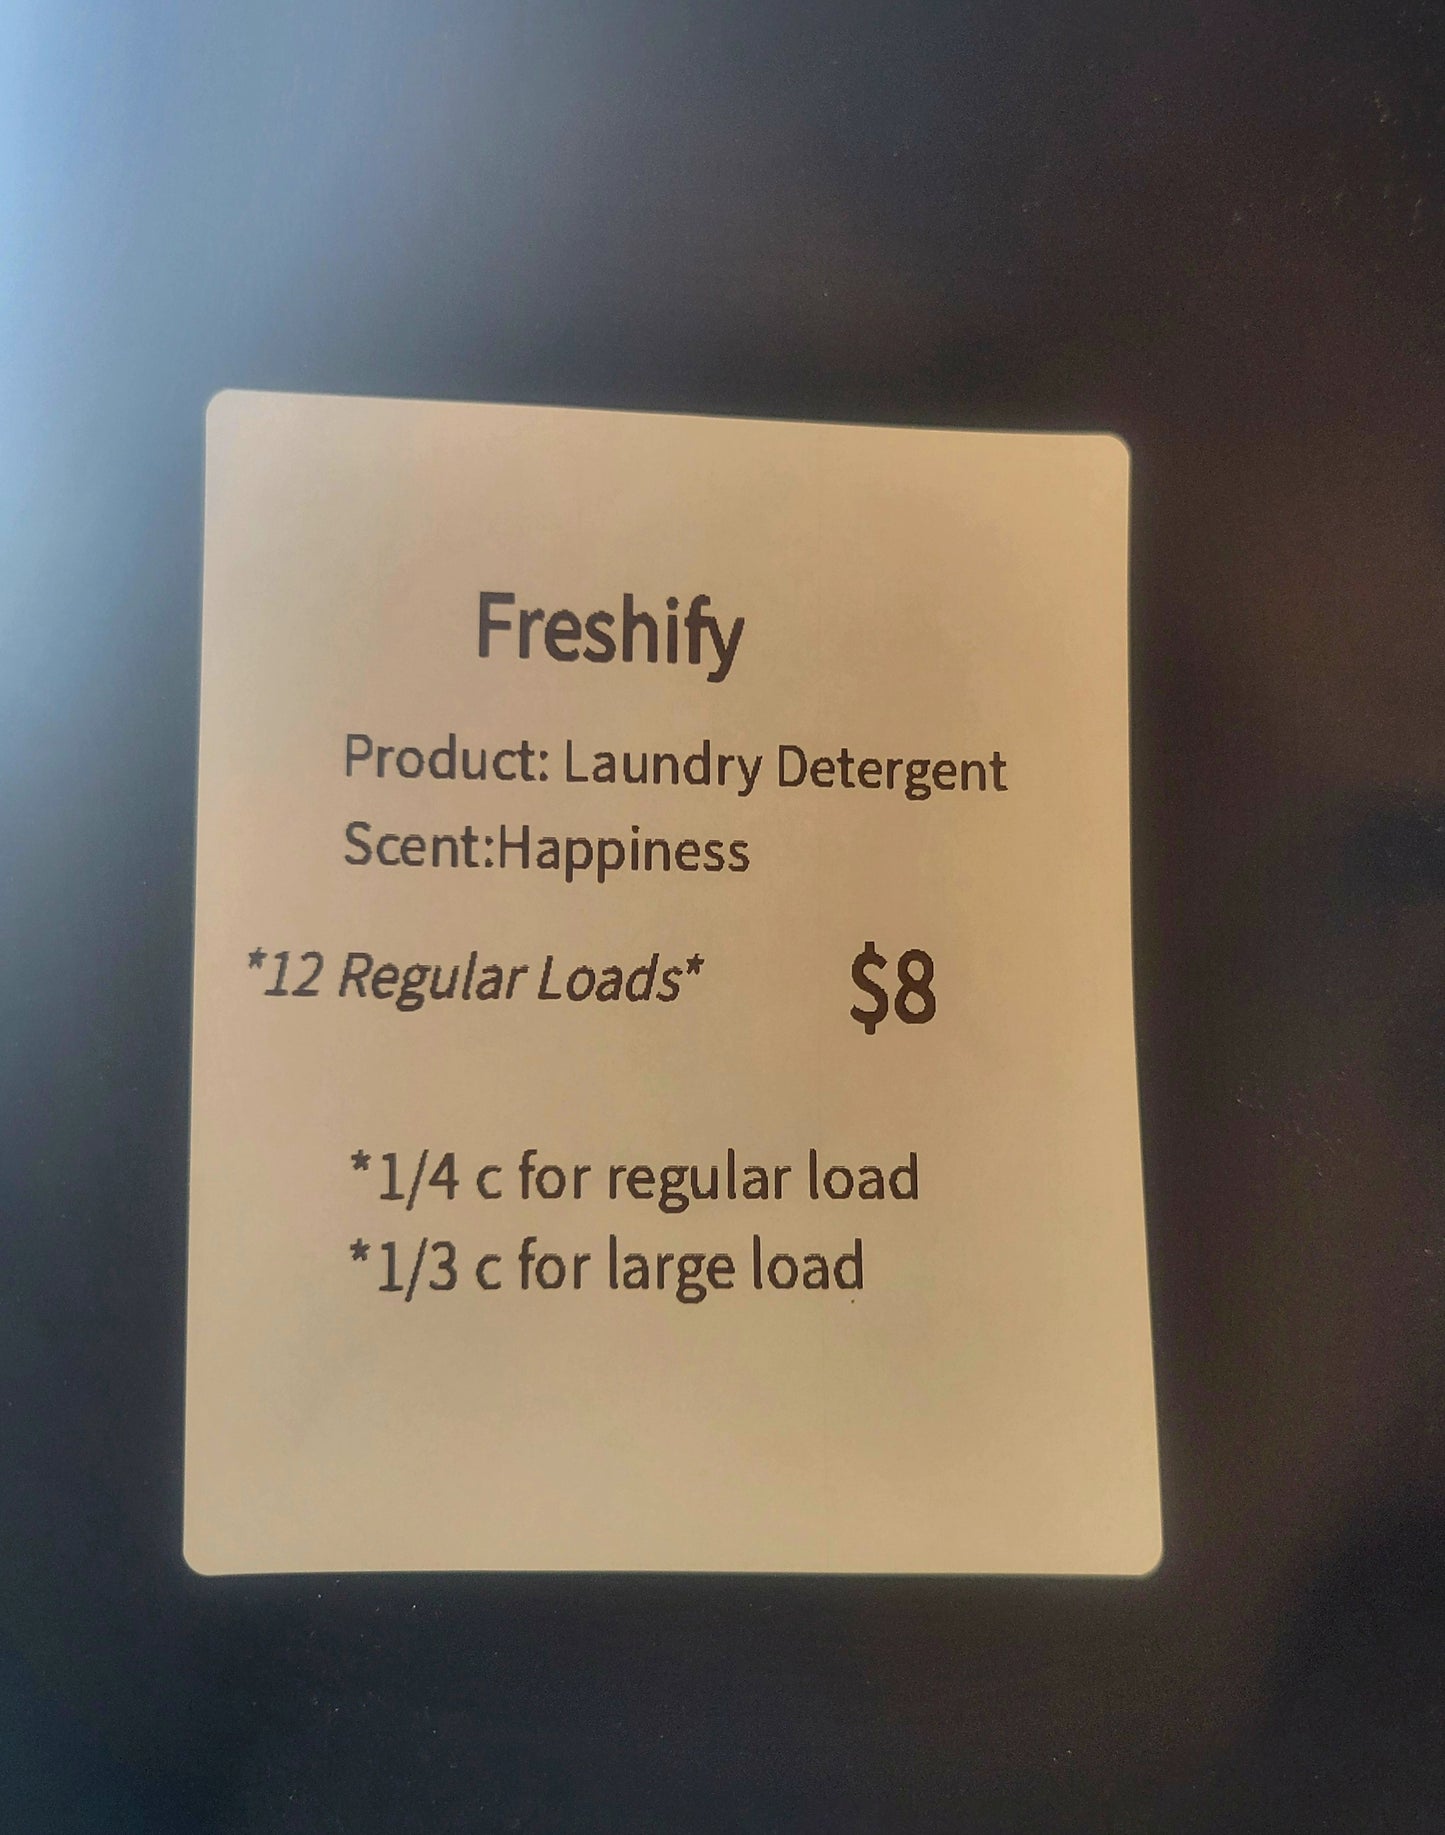 Freshify
Product: Laundry Detergent
Scent:Happiness
*12 Regular Loads* $8
*1/4 c for regular load
*1/3 c for large load